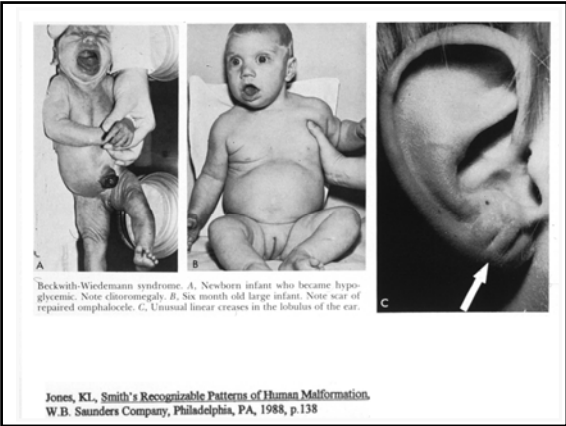 A
B
C
Beckwith-Wiedemann syndrome. A, Newborn infant who became hypo-
glycemic. Note clitoromegaly. B, Six month old large infant. Note scar of
repaired omphalocele. C, Unusual linear creases in the lobulus of the ear.
Jones, KL, Smith's Recognizable Patterns of Human Malformation,
W.B. Saunders Company, Philadelphia, PA, 1988, p.138